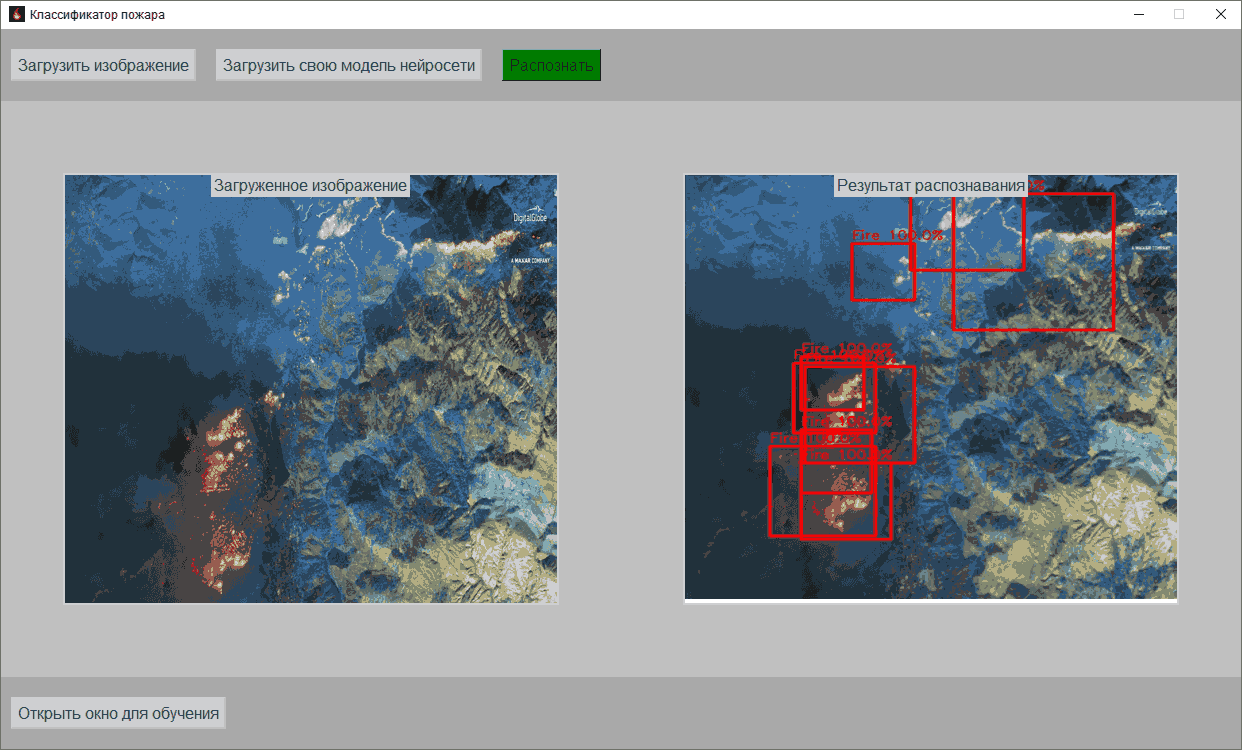 Классификатор пожара
Загрузить изображение
Загрузить свою модель нейросети
Распознать
Загруженное изображение
DigitalGlobe
A MAXAR COMPANY
Результат распознавания
Fire 100.0%
DigitalGlobe
A MAXAR COMPANY
Fire 100.0%
Fire 100.0%
Fire 100.0%
Fire 100.0%
Открыть окно для обучения